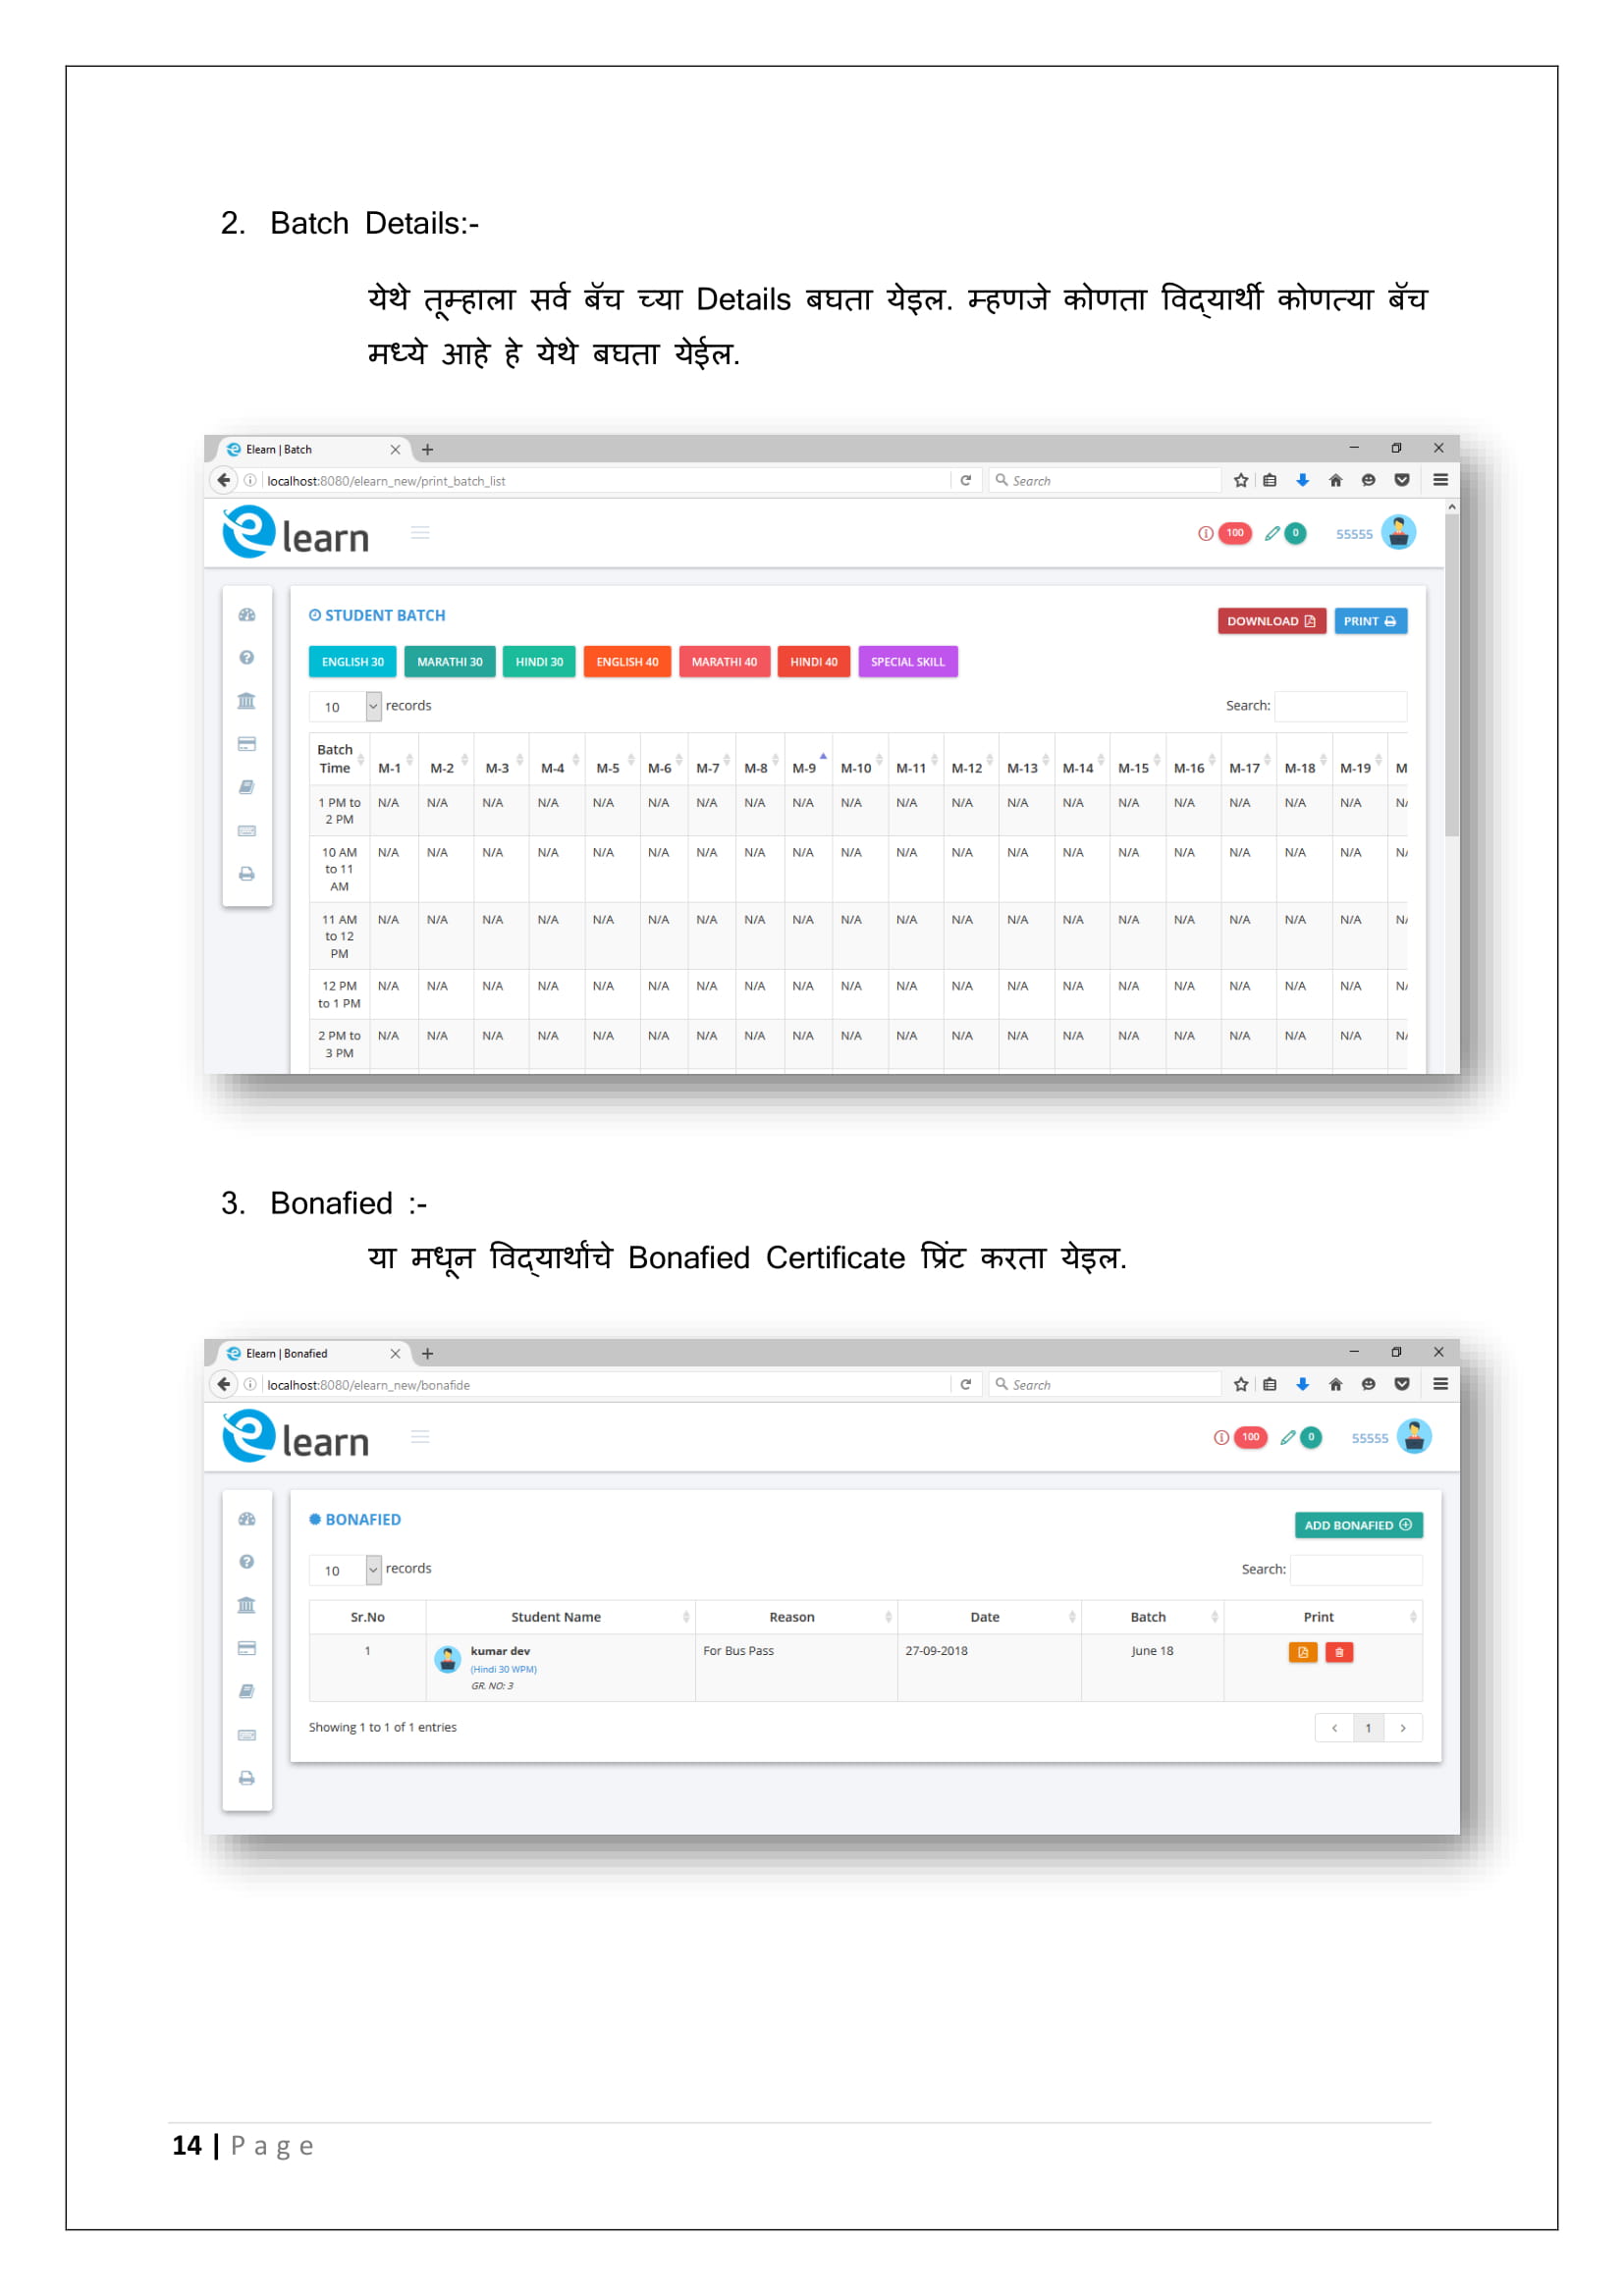 2. Batch Details:-
येथे तूम्हाला सर्व बॅच च्या Details बघता येइल. म्हणजे कोणता विद्यार्थी कोणत्या बॅच
मध्ये आहे हे येथे बघता येईल.
Elearn | Batch
localhost:8080/elearn_new/print_batch_list
Search
elearn
100 0 55555
STUDENT BATCH
DOWNLOAD PRINT
ENGLISH 30 MARATHI 30 HINDI 30 ENGLISH 40 MARATHI 40 HINDI 40 SPECIAL SKILL
10 records Search:
Batch Time M-1 M-2 M-3 M-4 M-5 M-6 M-7 M-8 M-9 M-10 M-11 M-12 M-13 M-14 M-15 M-16 M-17 M-18 M-19 M
1 PM to 2 PM N/A N/A N/A N/A N/A N/A N/A N/A N/A N/A N/A N/A N/A N/A N/A N/A N/A N/A N/A N/
10 AM to 11 AM N/A N/A N/A N/A N/A N/A N/A N/A N/A N/A N/A N/A N/A N/A N/A N/A N/A N/A N/A N/
11 AM to 12 PM N/A N/A N/A N/A N/A N/A N/A N/A N/A N/A N/A N/A N/A N/A N/A N/A N/A N/A N/A N/
12 PM to 1 PM N/A N/A N/A N/A N/A N/A N/A N/A N/A N/A N/A N/A N/A N/A N/A N/A N/A N/A N/A N/
2 PM to 3 PM N/A N/A N/A N/A N/A N/A N/A N/A N/A N/A N/A N/A N/A N/A N/A N/A N/A N/A N/A N/
3. Bonafied :-
या मधून विद्यार्थांचे Bonafied Certificate प्रिंट करता येइल.
Elearn | Bonafied
localhost:8080/elearn_new/bonafide
Search
elearn
100 0 55555
BONAFIED
ADD BONAFIED
10 records Search:
Sr.No Student Name Reason Date Batch Print
1 kumar dev For Bus Pass 27-09-2018 June 18
(Hindi 30 WPM)
GR. NO: 3
Showing 1 to 1 of 1 entries
< 1 >
14 | Page